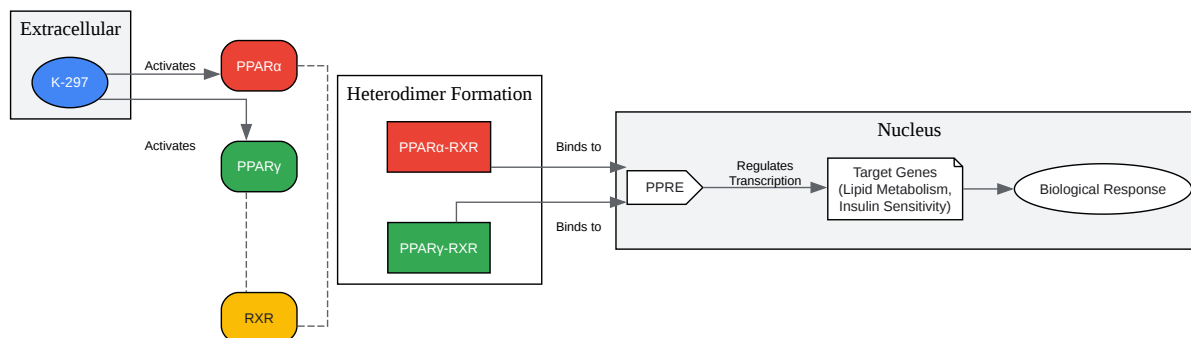 Extracellular
K-297
Activates
Activates
PPARα
PPARγ
RXR
Heterodimer Formation
PPARα-RXR
PPARγ-RXR
Binds to
Binds to
Nucleus
PPRE
Regulates
Transcription
Target Genes
(Lipid Metabolism,
Insulin Sensitivity)
Biological Response